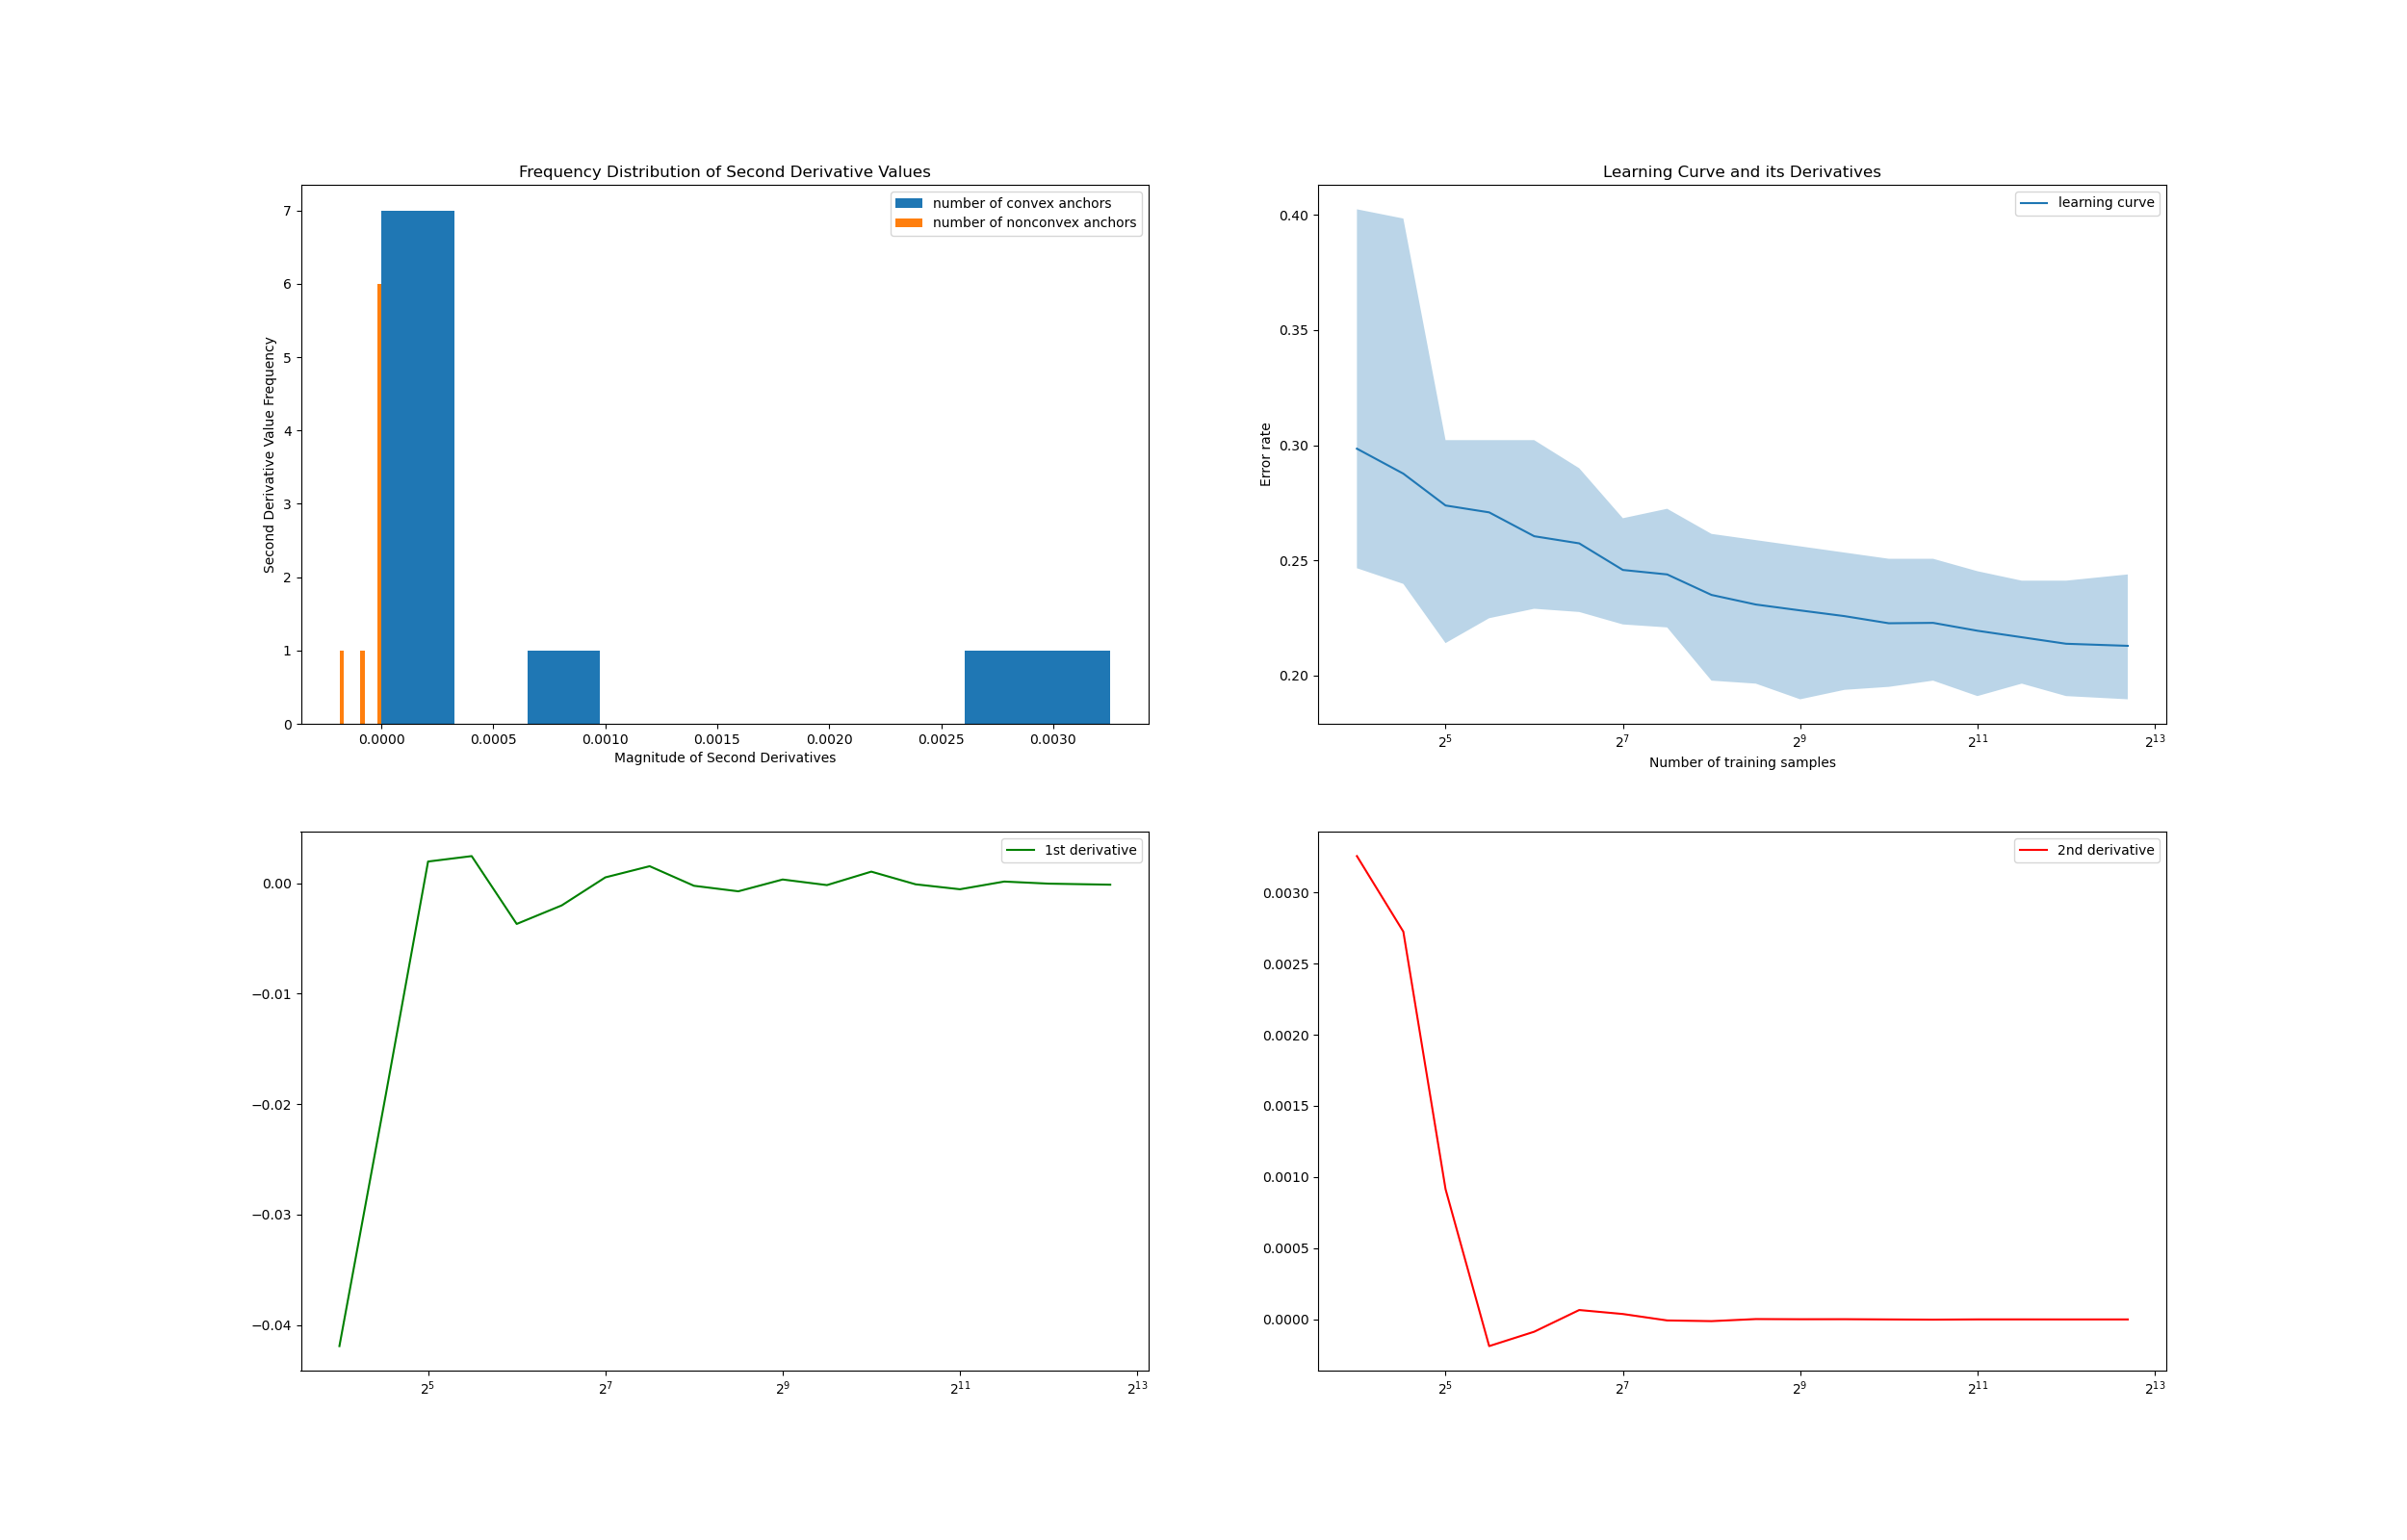 Frequency Distribution of Second Derivative Values
number of convex anchors
number of nonconvex anchors
Second Derivative Value Frequency
7
6
5
4
3
2
1
0
0.0000 0.0005 0.0010 0.0015 0.0020 0.0025 0.0030
Magnitude of Second Derivatives
Learning Curve and its Derivatives
learning curve
Error rate
0.40
0.35
0.30
0.25
0.20
2^5 2^7 2^9 2^11 2^13
Number of training samples
1st derivative
0.00
−0.01
−0.02
−0.03
−0.04
2^5 2^7 2^9 2^11 2^13
2nd derivative
0.0030
0.0025
0.0020
0.0015
0.0010
0.0005
0.0000
2^5 2^7 2^9 2^11 2^13